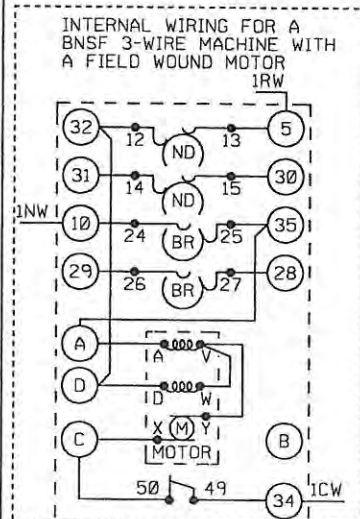 INTERNAL WIRING FOR A
BNSF 3-WIRE MACHINE WITH
A FIELD WOUND MOTOR
1RW
32 12 13 5
ND
31 14 15 30
ND
1NW 10 24 25 35
BR
29 26 27 28
BR
A A V
D D W
C X M Y B
MOTOR
50 49 34 1CW